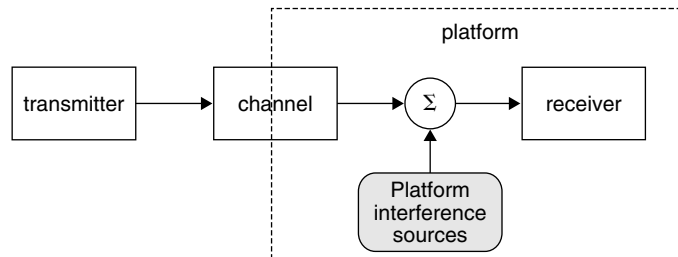 platform
transmitter
channel
Σ
receiver
Platform
interference
sources